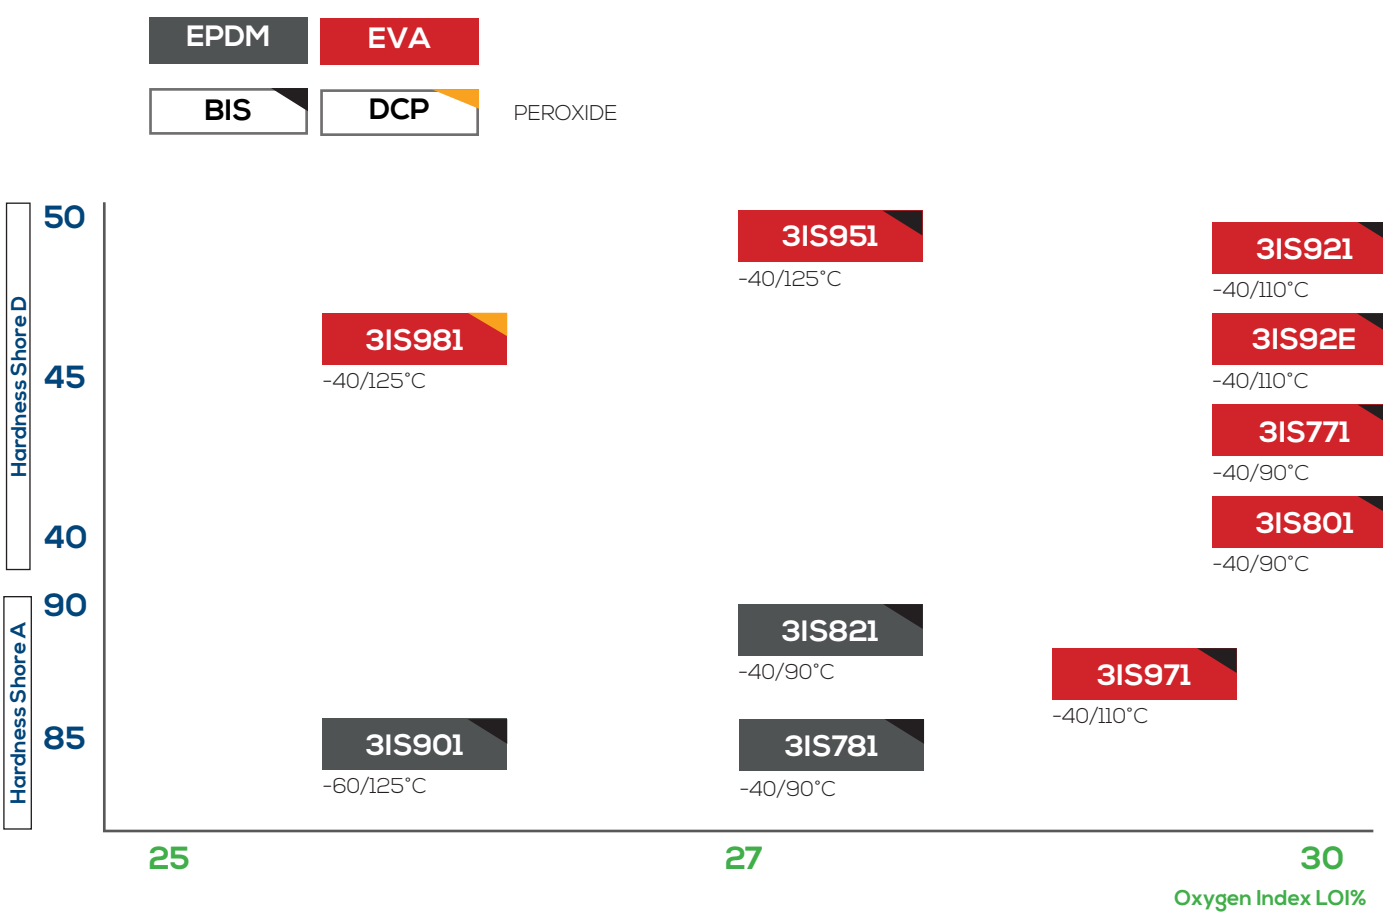 EPDM
EVA
BIS
DCP
PEROXIDE
Hardness Shore D
50
45
40
Hardness Shore A
90
85
3IS951
-40/125°C
3IS921
-40/110°C
3IS981
-40/125°C
3IS92E
-40/110°C
3IS771
-40/90°C
3IS801
-40/90°C
3IS821
-40/90°C
3IS971
-40/110°C
3IS901
-60/125°C
3IS781
-40/90°C
25
27
30
Oxygen Index LOI%